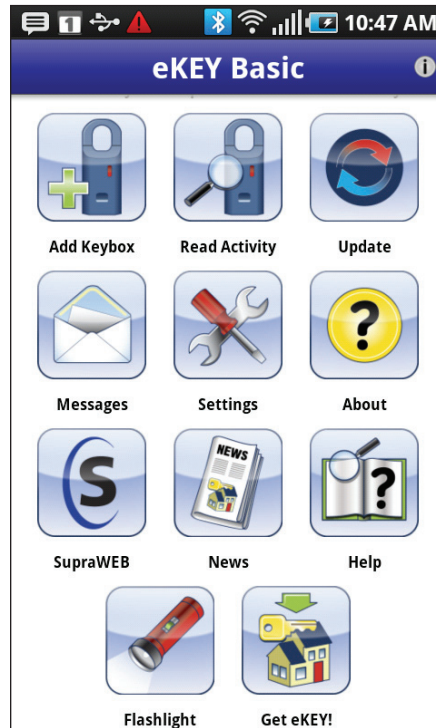 1
10:47 AM
eKEY Basic
i
Add Keybox
Read Activity
Update
Messages
Settings
?
About
S
SupraWEB
NEWS
News
?
Help
Flashlight
Get eKEY!